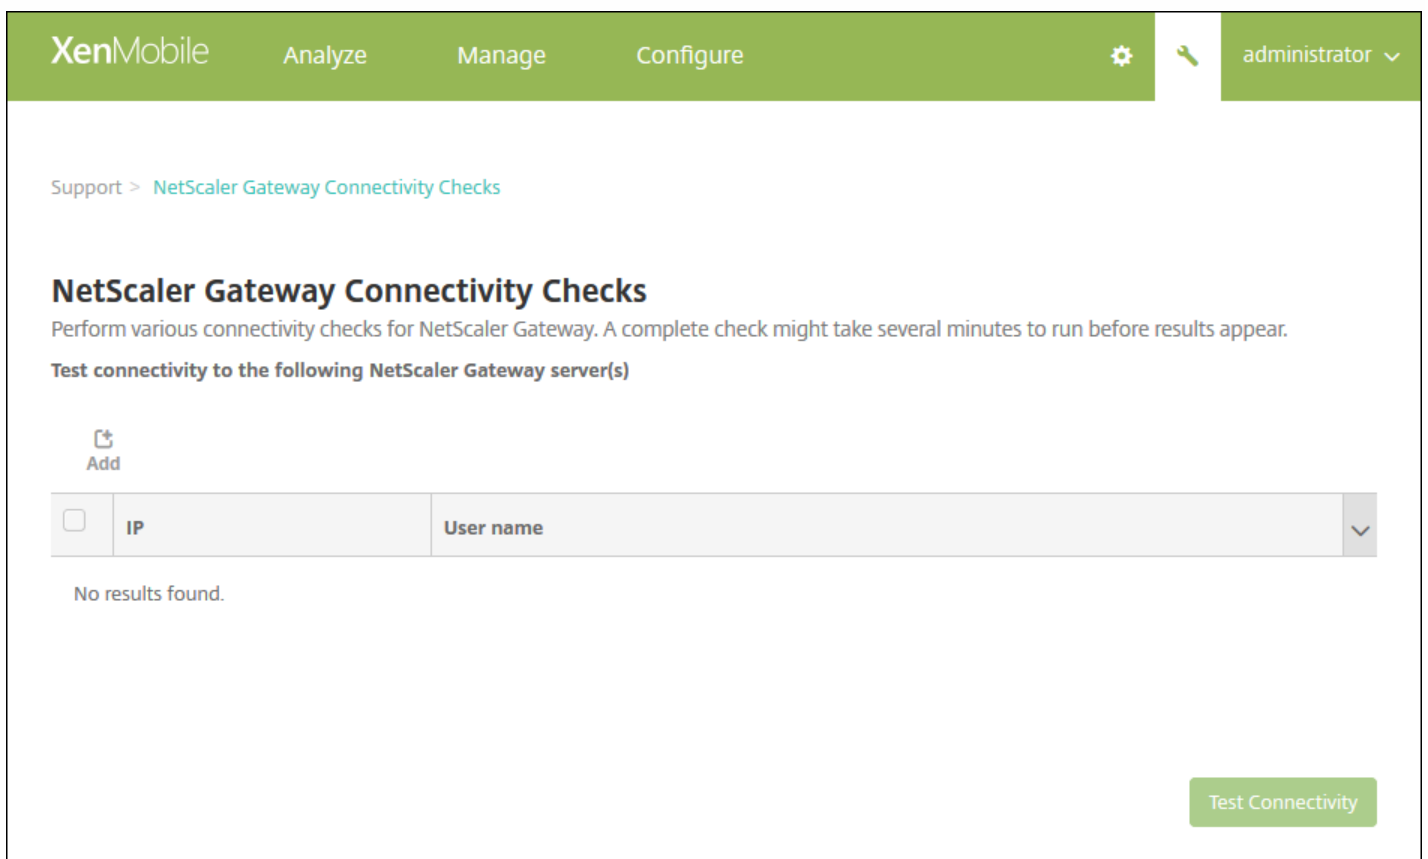 XenMobile Analyze Manage Configure administrator
Support > NetScaler Gateway Connectivity Checks
NetScaler Gateway Connectivity Checks
Perform various connectivity checks for NetScaler Gateway. A complete check might take several minutes to run before results appear.
Test connectivity to the following NetScaler Gateway server(s)
Add
IP User name
No results found.
Test Connectivity